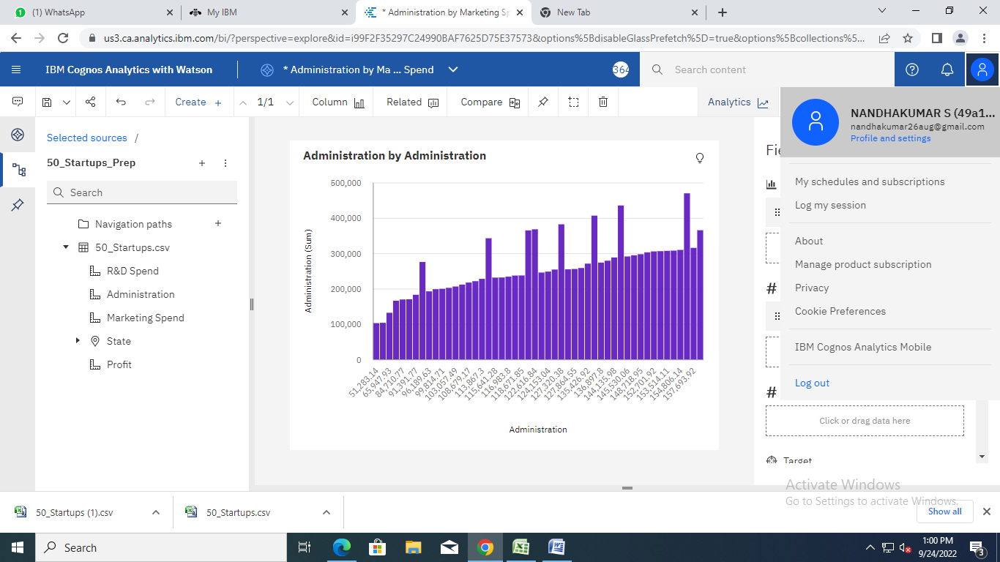 (1) WhatsApp
My IBM
* Administration by Marketing Sp
New Tab
us3.ca.analytics.ibm.com/bi/?perspective=explore&id=i99F2F35297C24990BAF7625D75E37573&options%5BdisableGlassPrefetch%5D=true&options%5Bcollections%5...
IBM Cognos Analytics with Watson
* Administration by Ma ... Spend
364
Search content
Create
1/1
Column
Related
Compare
Analytics
NANDHAKUMAR S (49a1...
nandhakumar26aug@gmail.com
Profile and settings
My schedules and subscriptions
Log my session
About
Manage product subscription
Privacy
Cookie Preferences
IBM Cognos Analytics Mobile
Log out
Selected sources /
50_Startups_Prep
Search
Navigation paths
50_Startups.csv
R&D Spend
Administration
Marketing Spend
State
Profit
Administration by Administration
Administration (Sum)
500,000
400,000
300,000
200,000
100,000
0
51,283.14
65,947.93
84,710.77
91,391.77
96,189.63
99,814.71
103,057.49
108,679.17
113,867.3
115,641.28
116,983.8
118,671.85
122,616.84
124,153.04
127,320.38
127,864.55
135,426.92
136,897.8
144,135.98
145,530.06
148,718.95
152,701.92
153,514.11
154,806.14
157,693.92
Administration
Fie
#
#
Click or drag data here
Target
Activate Windows
Go to Settings to activate Windows.
50_Startups (1).csv
50_Startups.csv
Show all
Search
1:00 PM
9/24/2022
3